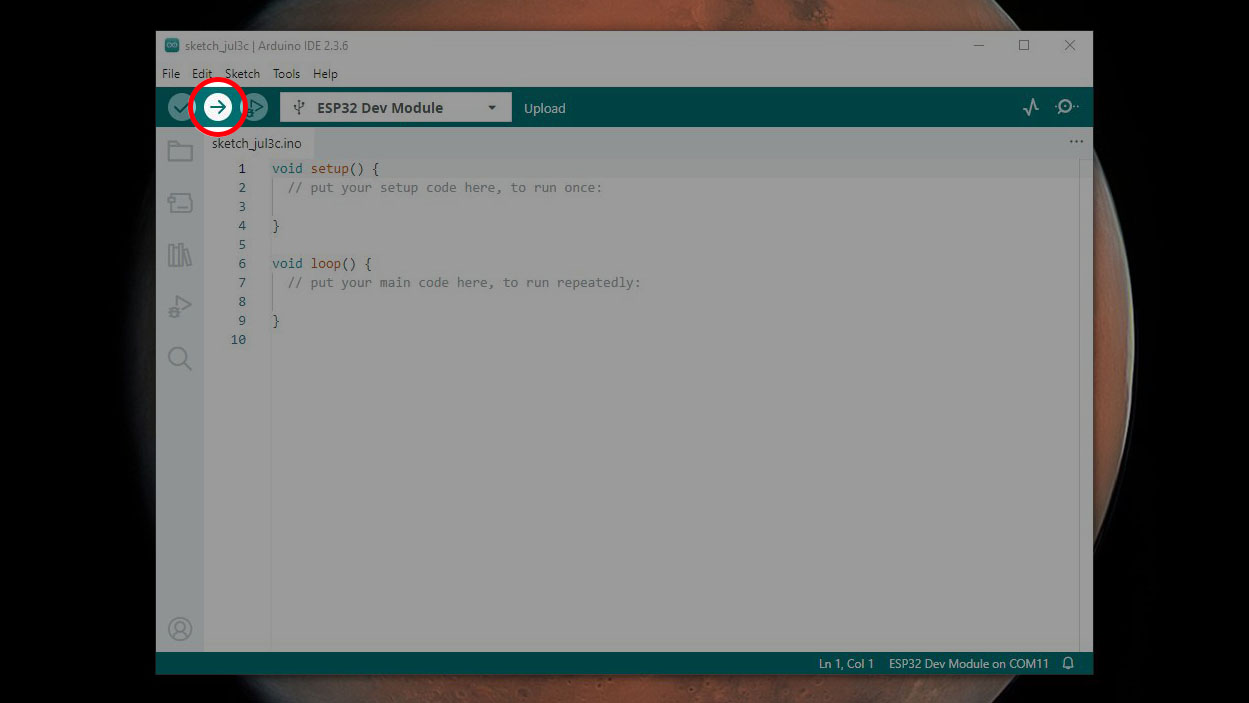 sketch_jul3c | Arduino IDE 2.3.6
File Edit Sketch Tools Help
ESP32 Dev Module Upload
sketch_jul3c.ino
1 void setup() {
2 // put your setup code here, to run once:
3
4 }
5
6 void loop() {
7 // put your main code here, to run repeatedly:
8
9 }
10
Ln 1, Col 1 ESP32 Dev Module on COM11